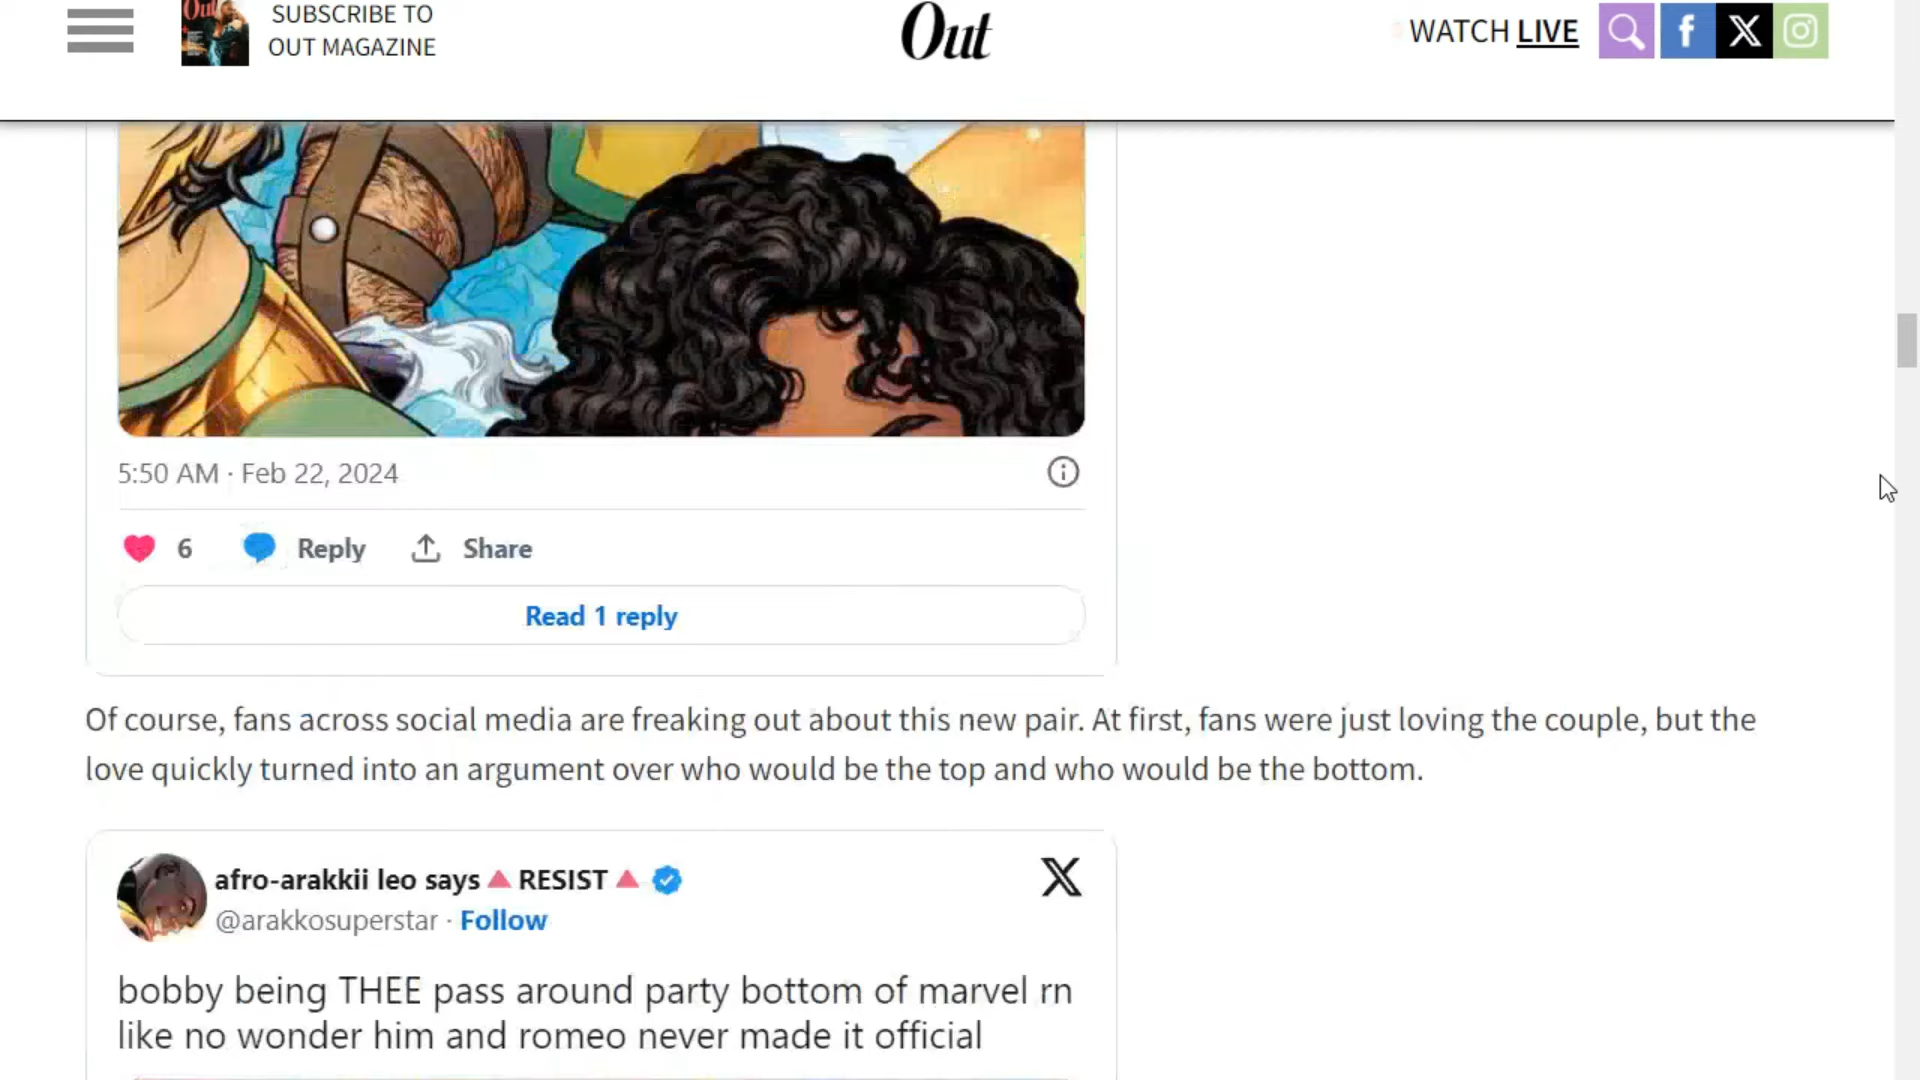 Out
SUBSCRIBE TO
OUT MAGAZINE
Out
WATCH LIVE
5:50 AM · Feb 22, 2024
6 Reply Share
Read 1 reply
Of course, fans across social media are freaking out about this new pair. At first, fans were just loving the couple, but the
love quickly turned into an argument over who would be the top and who would be the bottom.
afro-arakkii leo says 🔺 RESIST 🔺
@arakkosuperstar · Follow
bobby being THEE pass around party bottom of marvel rn
like no wonder him and romeo never made it official